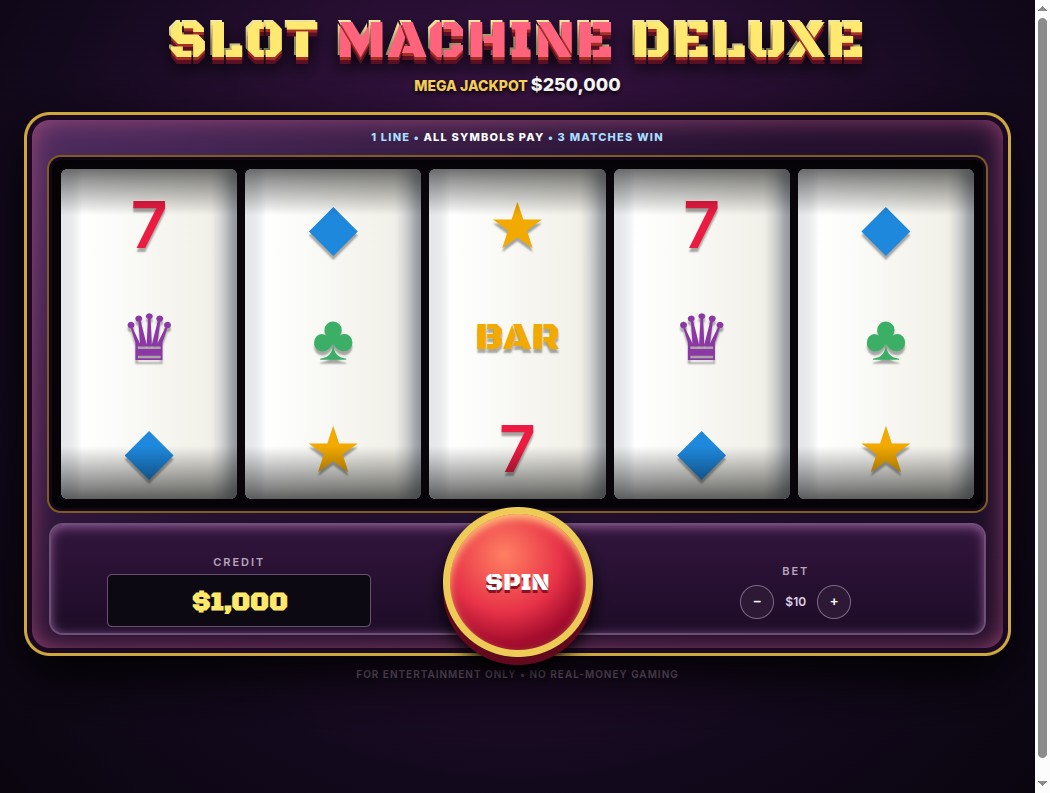 SLOT MACHINE DELUXE
MEGA JACKPOT $250,000
1 LINE • ALL SYMBOLS PAY • 3 MATCHES WIN
7 7
BAR
7
CREDIT
$1,000
SPIN
BET
− $10 +
FOR ENTERTAINMENT ONLY • NO REAL-MONEY GAMING